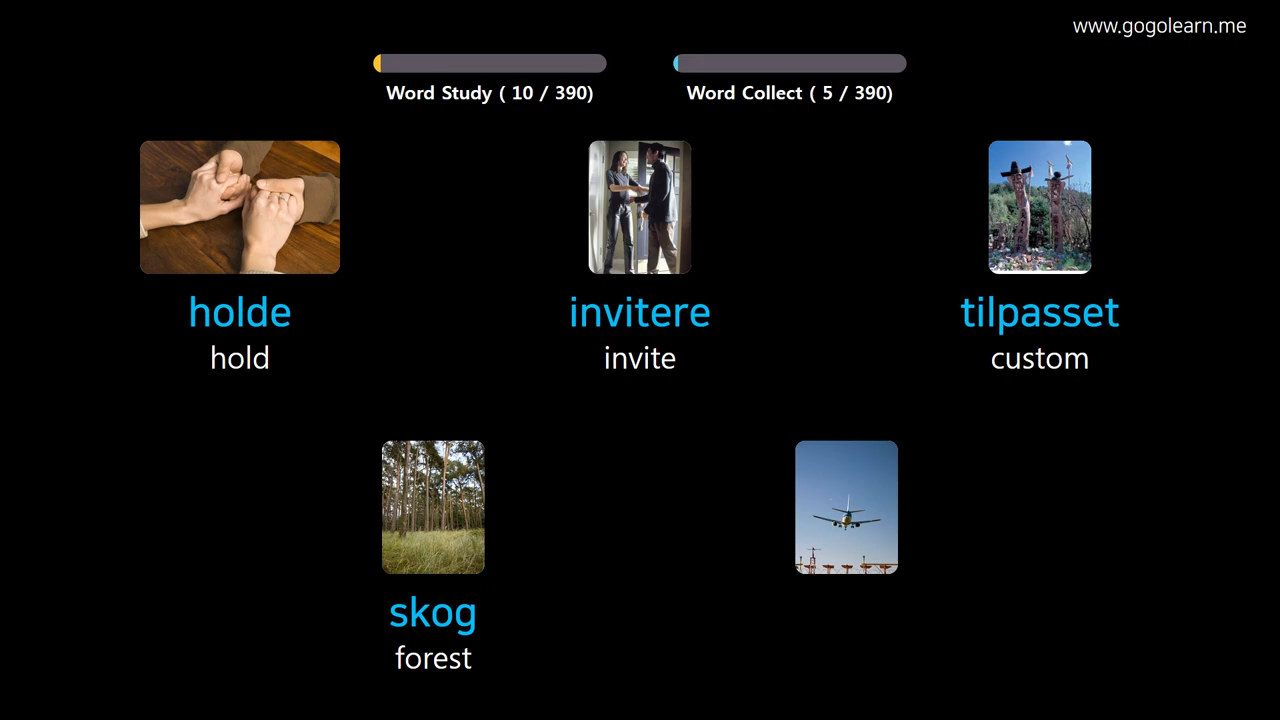 www.gogolearn.me
Word Study ( 10 / 390)
Word Collect ( 5 / 390)
holde
hold
invitere
invite
tilpasset
custom
skog
forest